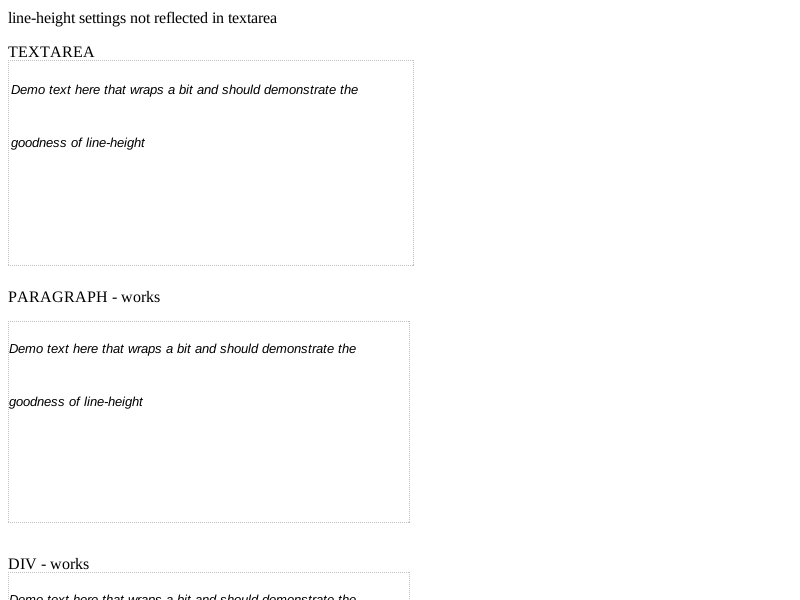 line-height settings not reflected in textarea
TEXTAREA
Demo text here that wraps a bit and should demonstrate the
goodness of line-height
PARAGRAPH - works
Demo text here that wraps a bit and should demonstrate the
goodness of line-height
DIV - works
Demo text here that wraps a bit and should demonstrate the